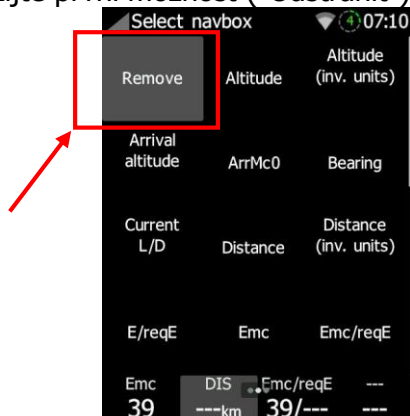 Select navbox 4 07:10
Remove Altitude Altitude
(inv. units)
Arrival
altitude ArrMc0 Bearing
Current
L/D Distance Distance
(inv. units)
E/reqE Emc Emc/reqE
Emc DIS Emc/reqE ---
39 ---km 39/--- ---